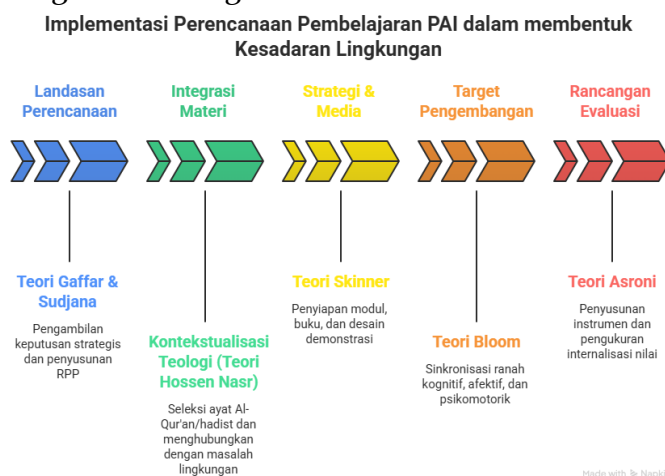 Implementasi Perencanaan Pembelajaran PAI dalam membentuk
Kesadaran Lingkungan
Landasan
Perencanaan
Integrasi
Materi
Strategi &
Media
Target
Pengembangan
Rancangan
Evaluasi
Teori Gaffar &
Sudjana
Pengambilan
keputusan strategis
dan penyusunan
RPP
Kontekstualisasi
Teologi (Teori
Hossen Nasr)
Seleksi ayat Al-
Qur'an/hadist dan
menghubungkan
dengan masalah
lingkungan
Teori Skinner
Penyiapan modul,
buku, dan desain
demonstrasi
Teori Bloom
Sinkronisasi ranah
kognitif, afektif, dan
psikomotorik
Teori Asroni
Penyusunan
instrumen dan
pengukuran
internalisasi nilai
Made with Napki